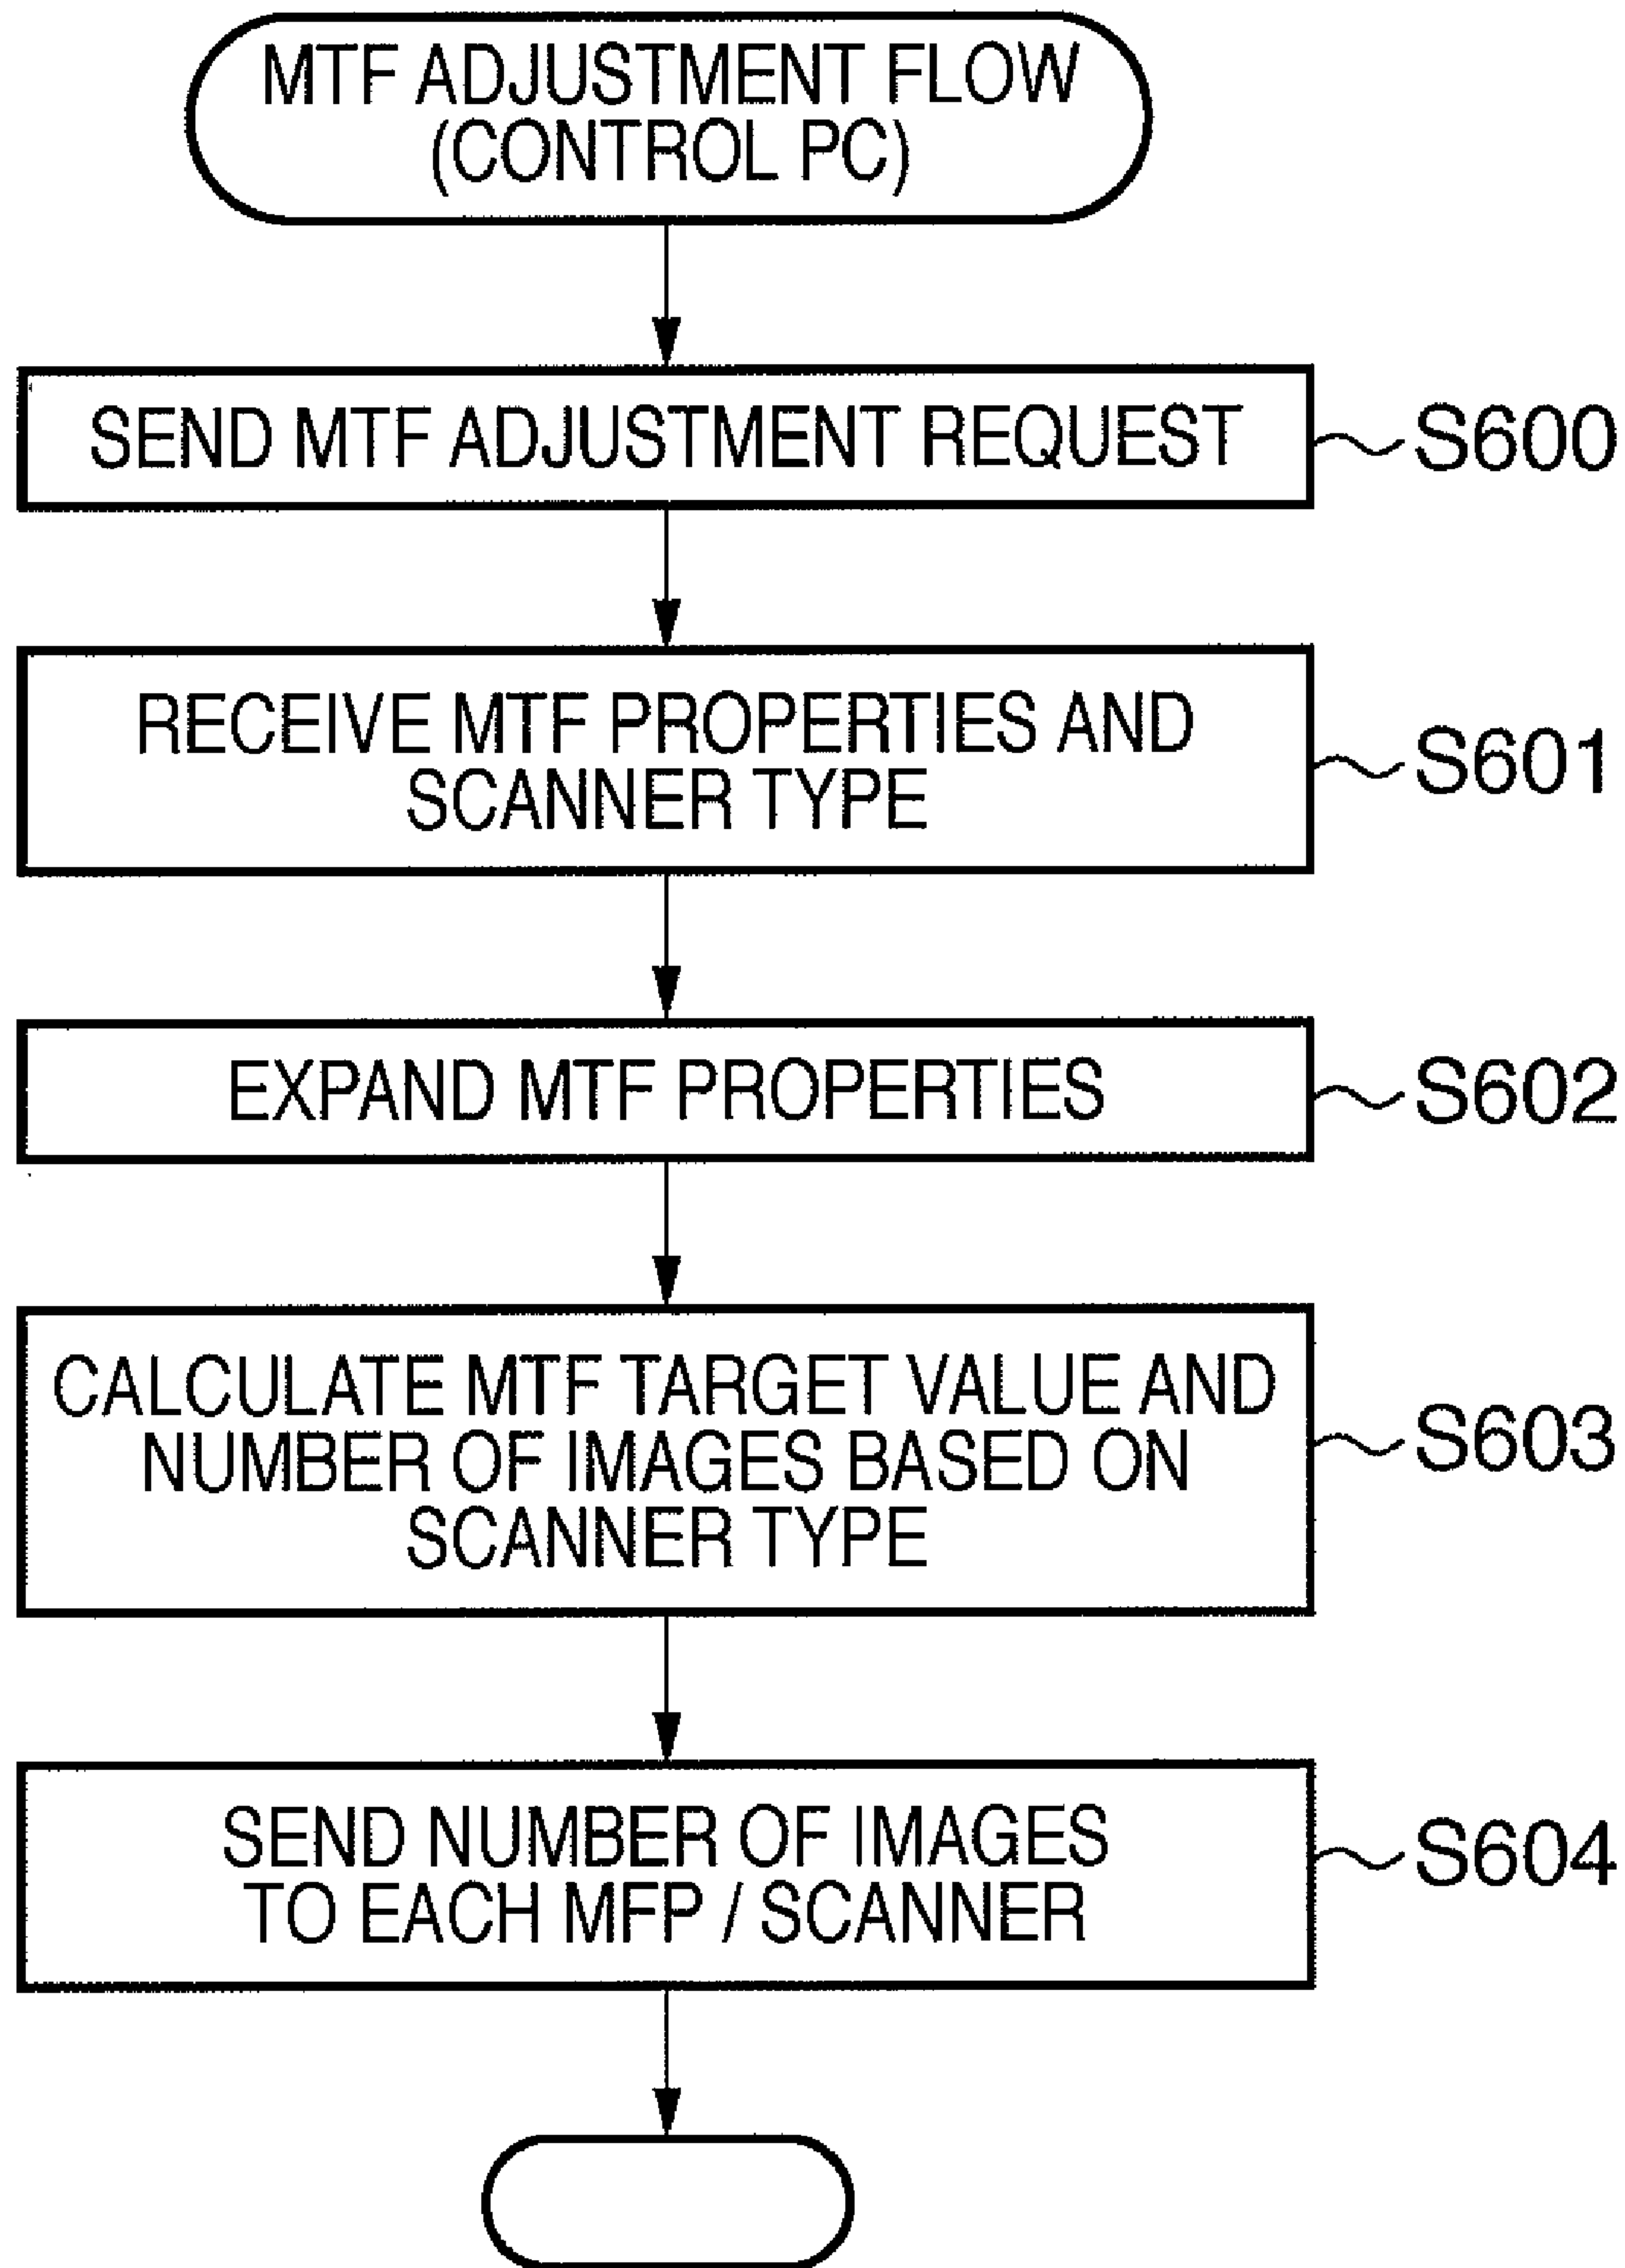 MTF ADJUSTMENT FLOW
(CONTROL PC)
SEND MTF ADJUSTMENT REQUEST
S600
RECEIVE MTF PROPERTIES AND
SCANNER TYPE
S601
EXPAND MTF PROPERTIES
S602
CALCULATE MTF TARGET VALUE AND
NUMBER OF IMAGES BASED ON
SCANNER TYPE
S603
SEND NUMBER OF IMAGES
TO EACH MFP / SCANNER
S604